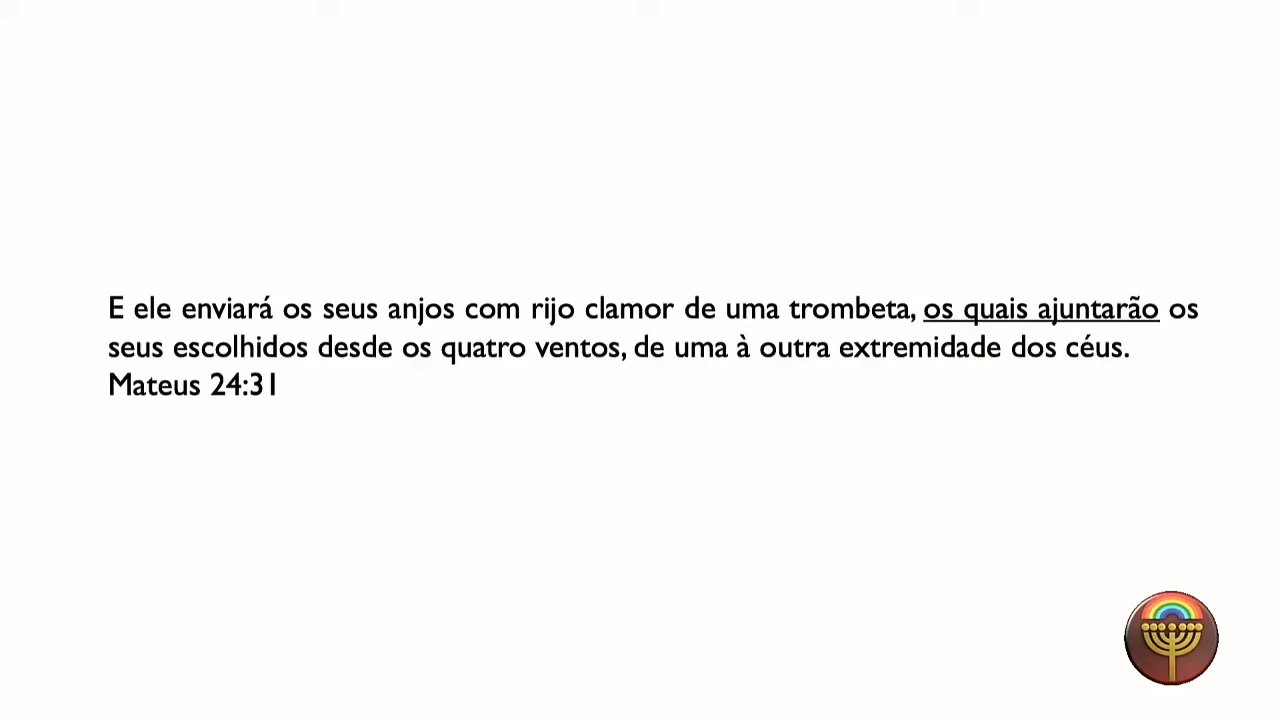 E ele enviará os seus anjos com rijo clamor de uma trombeta, os quais ajuntarão os
seus escolhidos desde os quatro ventos, de uma à outra extremidade dos céus.
Mateus 24:31